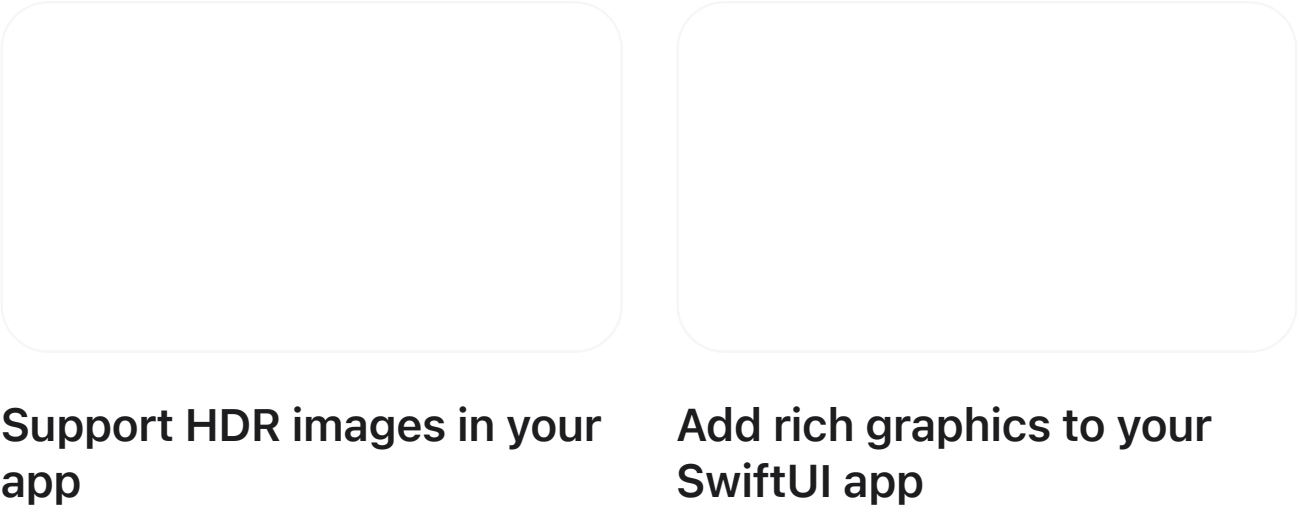 Support HDR images in your
app
Add rich graphics to your
SwiftUI app